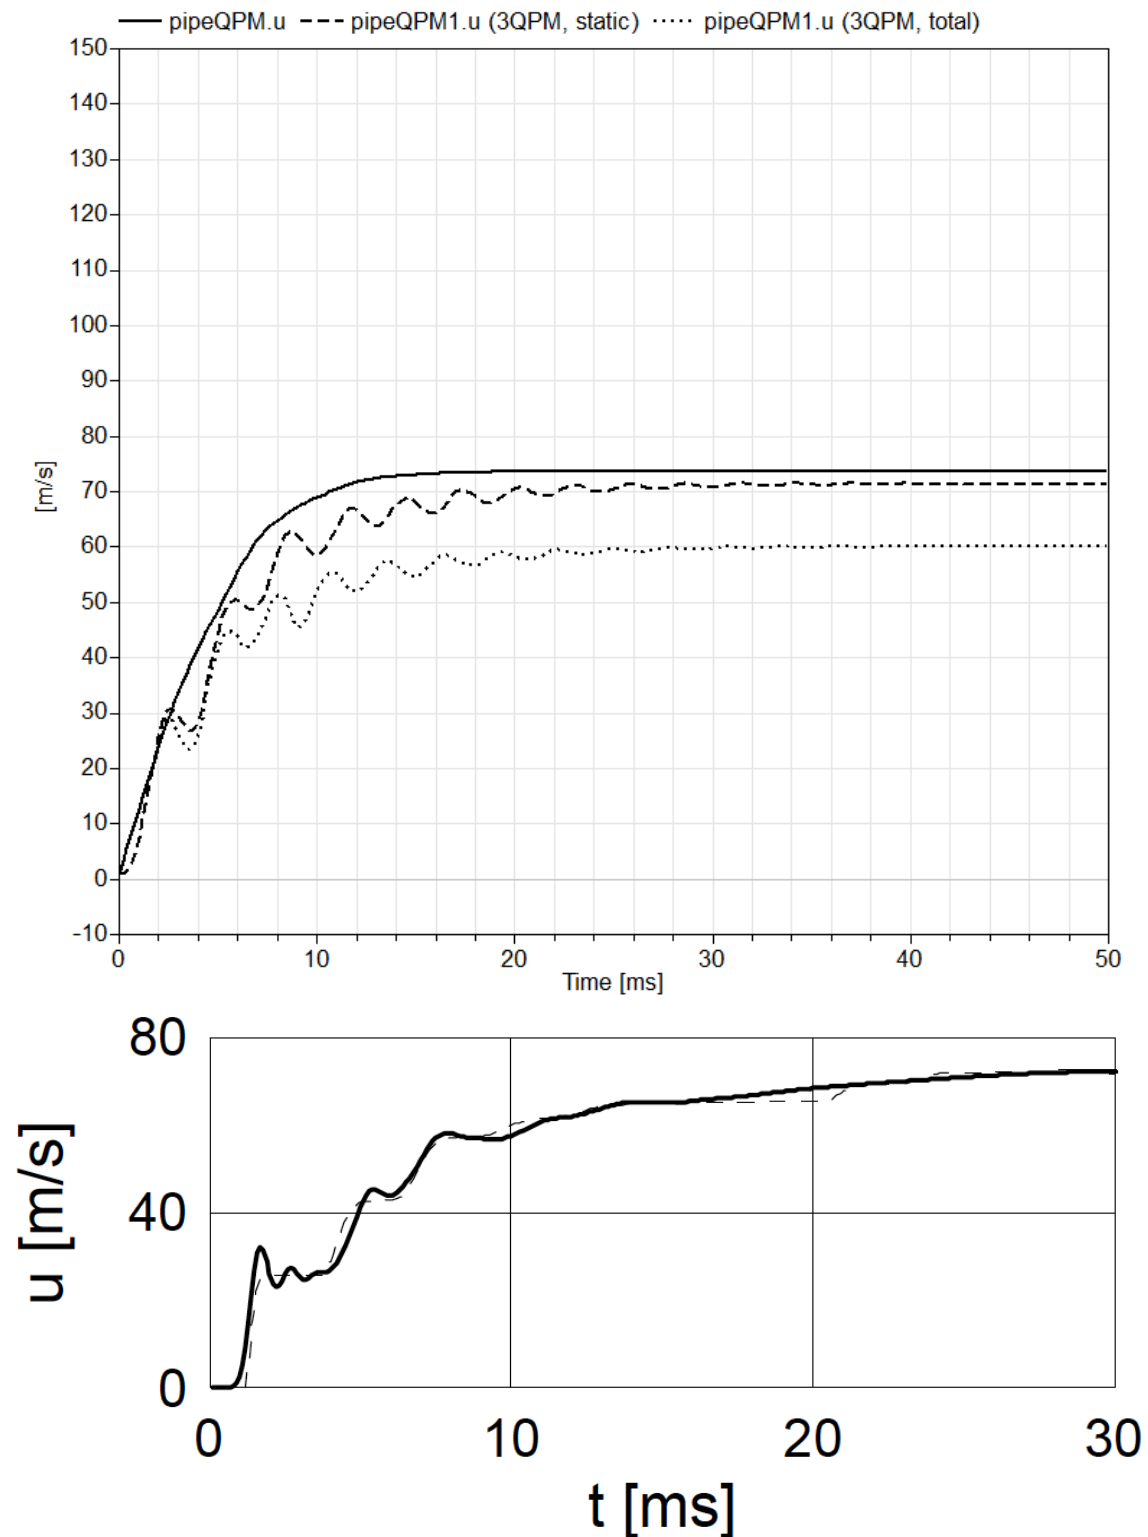 pipeQPM.u pipeQPM1.u (3QPM, static) pipeQPM1.u (3QPM, total)
150
140
130
120
110
100
90
80
70
60
50
40
30
20
10
0
-10
[m/s]
0 10 20 30 40 50
Time [ms]
80
40
0
u [m/s]
0 10 20 30
t [ms]